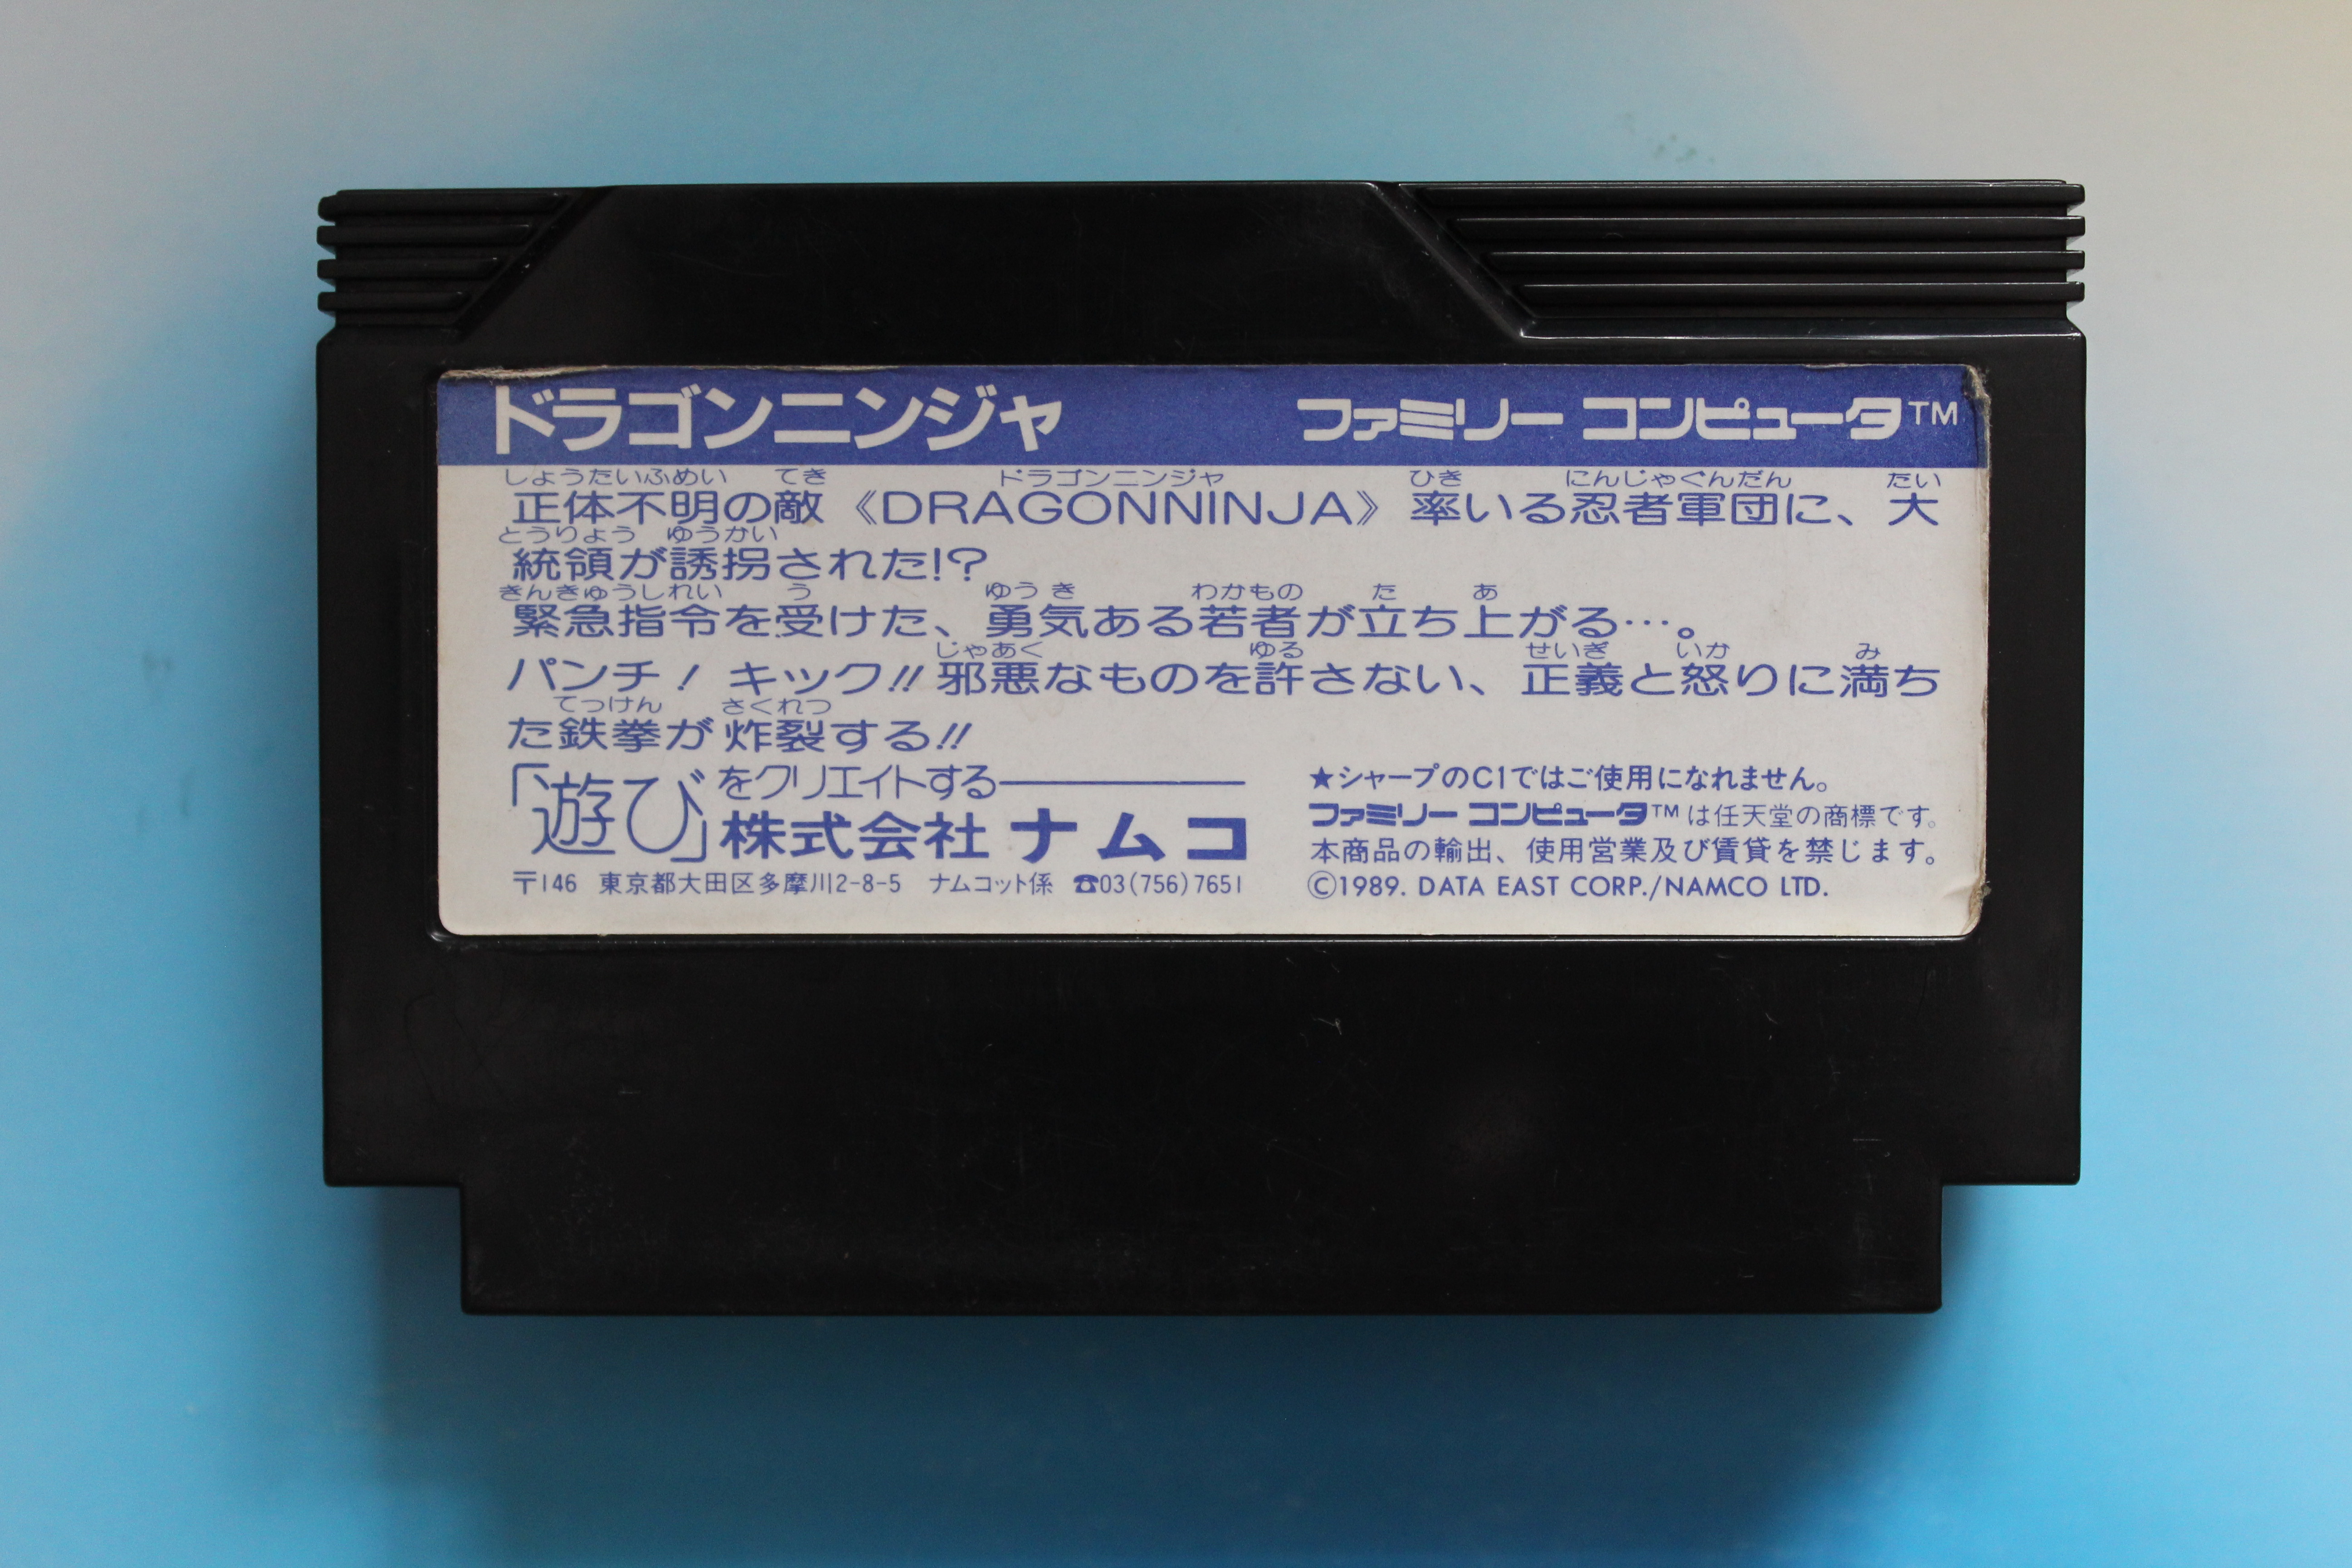 ドラゴンニンジャ ファミリー コンピュータTM
しょうたいふめい てき ドラゴンニンジャ ひき にんじゃぐんだん たい
正体不明の敵《DRAGONNINJA》率いる忍者軍団に、大
とうりょう ゆうかい
統領が誘拐された!?
きんきゅうしれい う ゆうき わかもの た あ
緊急指令を受けた、勇気ある若者が立ち上がる…。
じゃあく ゆる せいぎ いか み
パンチ! キック!! 邪悪なものを許さない、正義と怒りに満ち
てっけん さくれつ
た鉄拳が炸裂する!!
「遊び」をクリエイトする——
株式会社 ナムコ
〒146 東京都大田区多摩川2-8-5 ナムコット係 ☎03(756)7651
★シャープのC1ではご使用になれません。
ファミリー コンピュータTMは任天堂の商標です。
本商品の輸出、使用営業及び賃貸を禁じます。
©1989. DATA EAST CORP./NAMCO LTD.